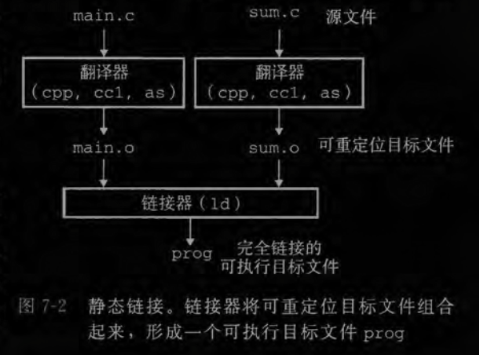 main.c sum.c 源文件
翻译器 翻译器
(cpp, cc1, as) (cpp, cc1, as)
main.o sum.o 可重定位目标文件
链接器(ld)
prog 完全链接的
可执行目标文件
图 7-2 静态链接。链接器将可重定位目标文件组合
起来，形成一个可执行目标文件 prog